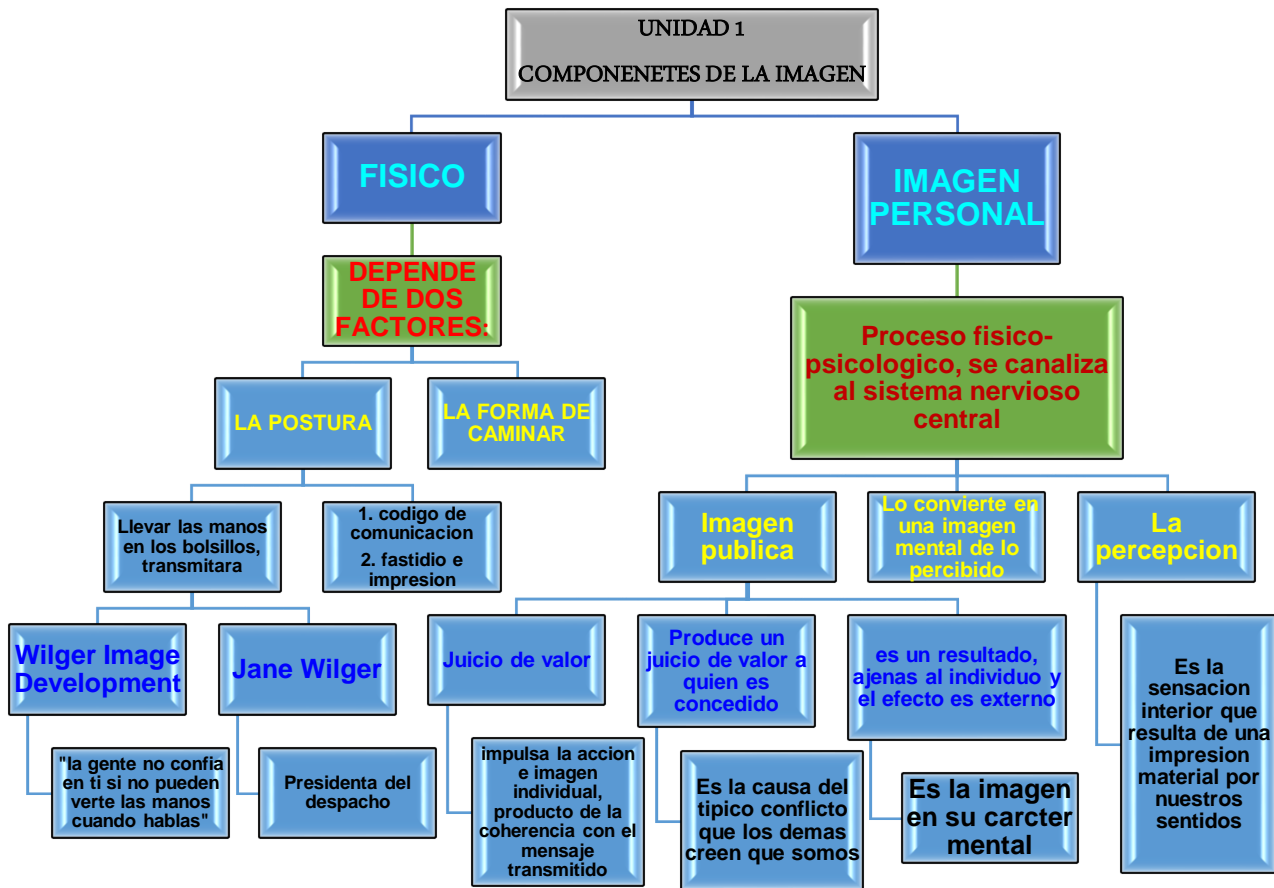 UNIDAD 1
COMPONENETES DE LA IMAGEN
FISICO
IMAGEN
PERSONAL
DEPENDE
DE DOS
FACTORES:
Proceso fisico-
psicologico, se canaliza
al sistema nervioso
central
LA POSTURA
LA FORMA DE
CAMINAR
Llevar las manos
en los bolsillos,
transmitara
1. codigo de
comunicacion
2. fastidio e
impresion
Imagen
publica
Lo convierte en
una imagen
mental de lo
percibido
La
percepcion
Wilger Image
Development
Jane Wilger
Juicio de valor
Produce un
juicio de valor a
quien es
concedido
es un resultado,
ajenas al individuo y
el efecto es externo
Es la
sensacion
interior que
resulta de una
impresion
material por
nuestros
sentidos
"la gente no confia
en ti si no pueden
verte las manos
cuando hablas"
Presidenta del
despacho
impulsa la accion
e imagen
individual,
producto de la
coherencia con el
mensaje
transmitido
Es la causa del
tipico conflicto
que los demas
creen que somos
Es la imagen
en su carcter
mental